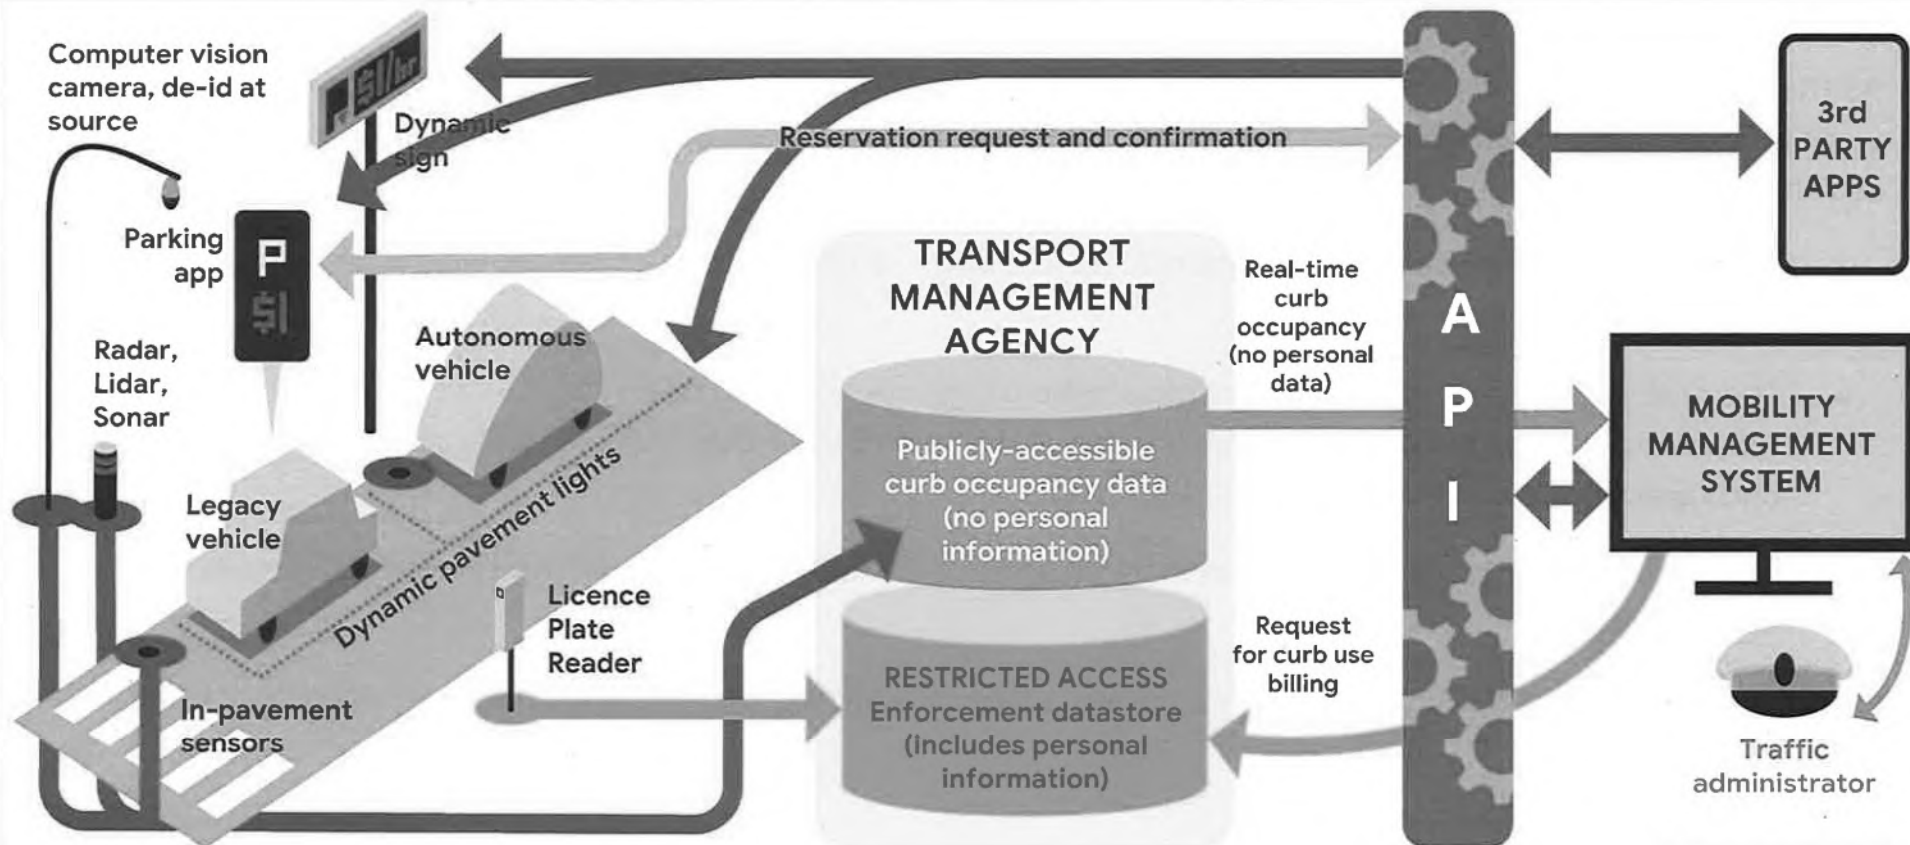 Computer vision
camera, de-id at
source
$1/hr
Dynamic
sign
Reservation request and confirmation
3rd
PARTY
APPS
Parking
app
P
$1
Radar,
Lidar,
Sonar
Autonomous
vehicle
Legacy
vehicle
Dynamic pavement lights
Licence
Plate
Reader
In-pavement
sensors
TRANSPORT
MANAGEMENT
AGENCY
Publicly-accessible
curb occupancy data
(no personal
information)
RESTRICTED ACCESS
Enforcement datastore
(includes personal
information)
Real-time
curb
occupancy
(no personal
data)
Request
for curb use
billing
A
P
I
MOBILITY
MANAGEMENT
SYSTEM
Traffic
administrator